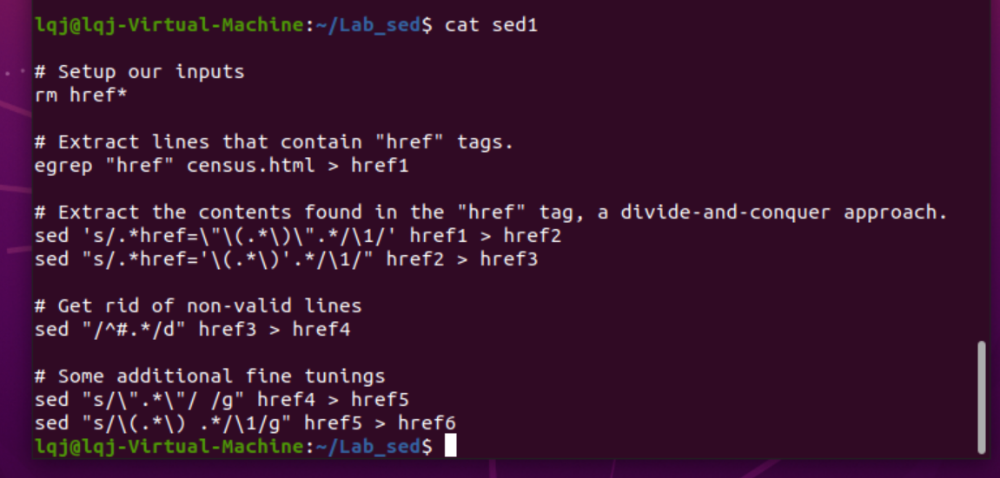 lqj@lqj-Virtual-Machine:~/Lab_sed$ cat sed1
# Setup our inputs
rm href*
# Extract lines that contain "href" tags.
egrep "href" census.html > href1
# Extract the contents found in the "href" tag, a divide-and-conquer approach.
sed 's/.*href=\"\(.*\)\".*/\1/' href1 > href2
sed "s/.*href='\(.*\)'.*/\1/" href2 > href3
# Get rid of non-valid lines
sed "/^#.*/d" href3 > href4
# Some additional fine tunings
sed "s/\".*\"/ /g" href4 > href5
sed "s/\(.*\) .*/\1/g" href5 > href6
lqj@lqj-Virtual-Machine:~/Lab_sed$